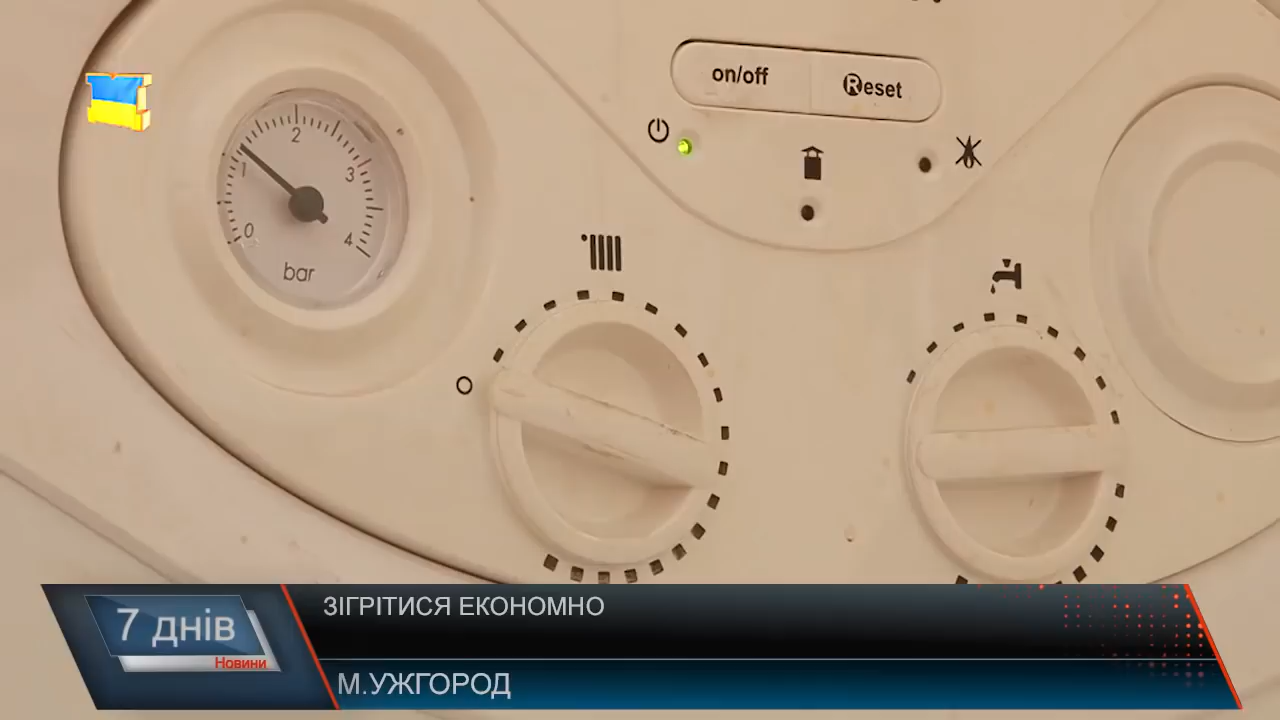 on/off Reset
2
1 3
0 4
bar
ЗІГРІТИСЯ ЕКОНОМНО
7 днів
Новини
М.УЖГОРОД